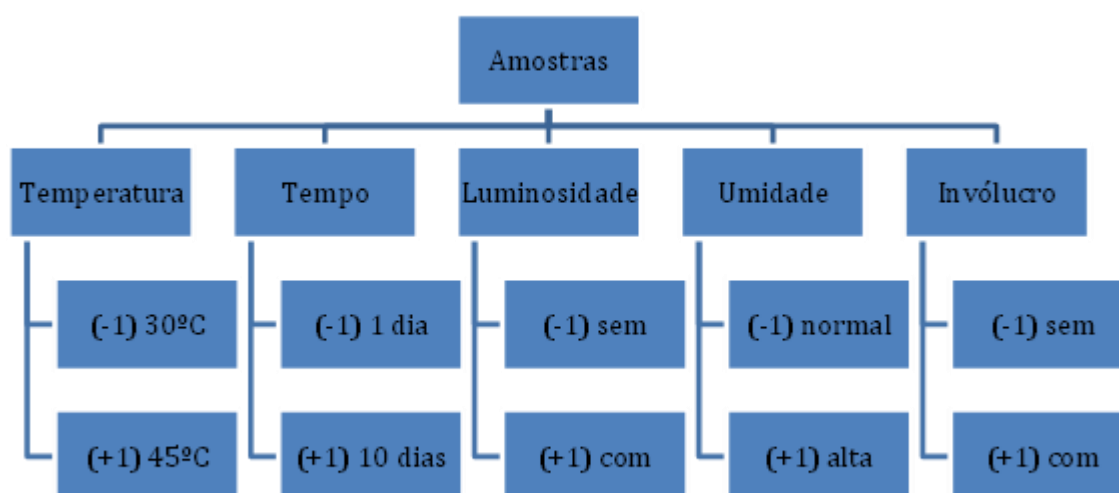 Amostras
Temperatura
Tempo
Luminosidade
Umidade
Invólucro
(-1) 30ºC
(-1) 1 dia
(-1) sem
(-1) normal
(-1) sem
(+1) 45ºC
(+1) 10 dias
(+1) com
(+1) alta
(+1) com